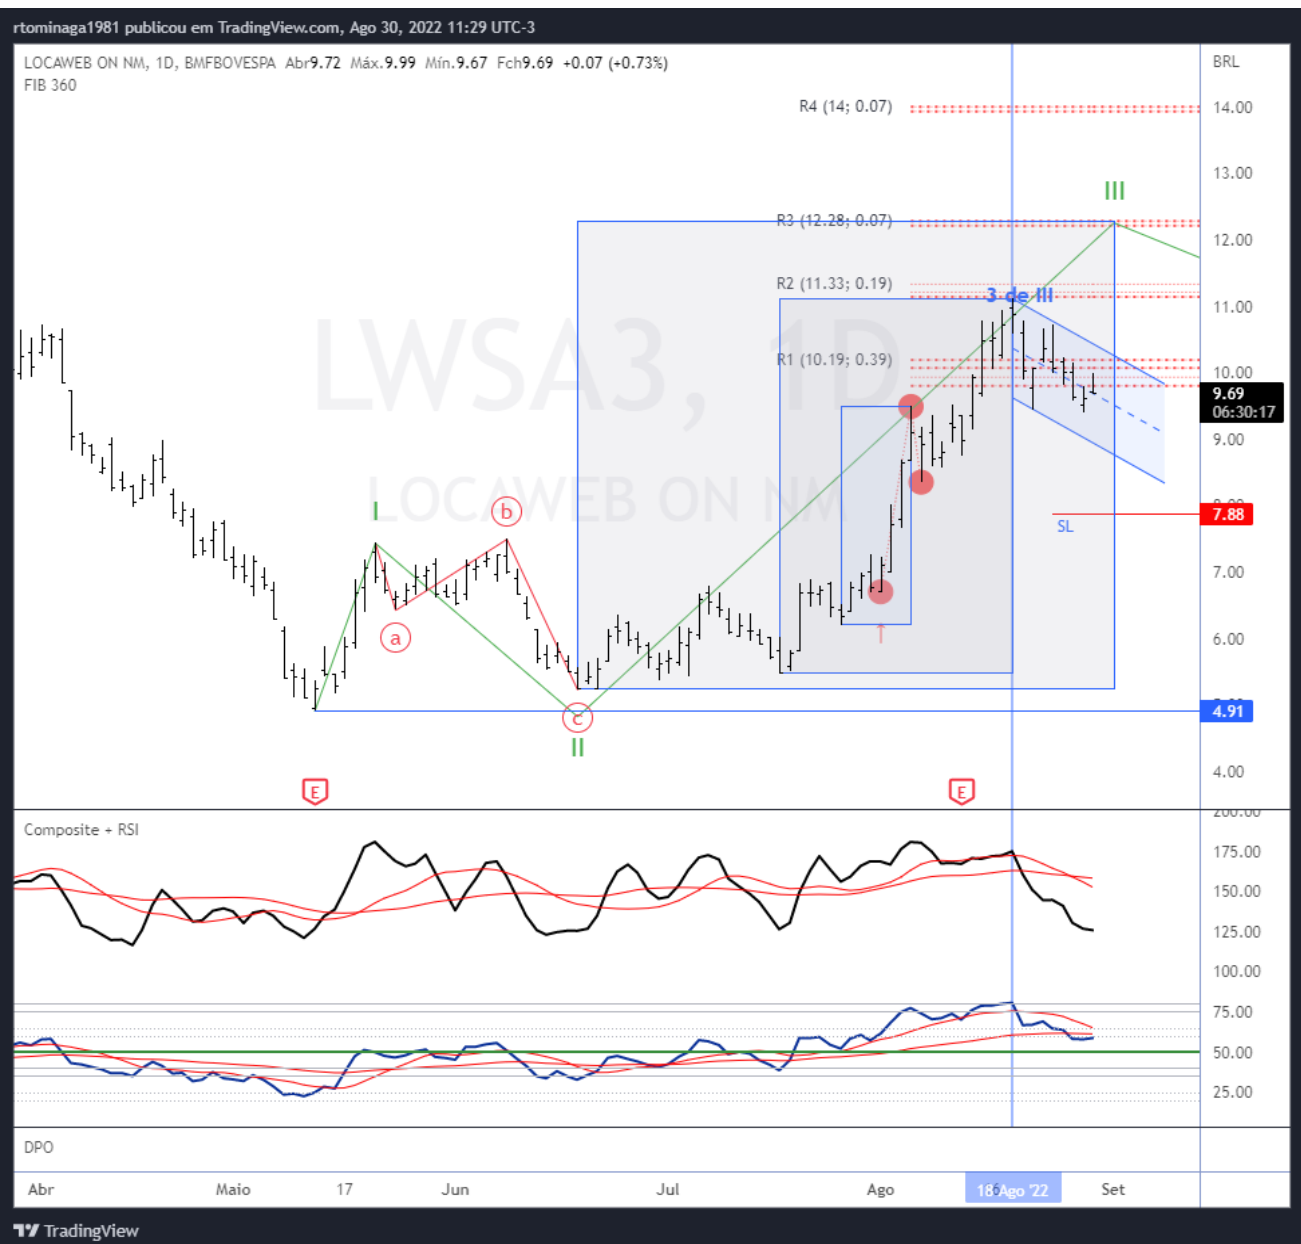 rtominaga1981 publicou em TradingView.com, Ago 30, 2022 11:29 UTC-3
LOCAWEB ON NM, 1D, BMFBOVESPA Abr9.72 Máx.9.99 Mín.9.67 Fch9.69 +0.07 (+0.73%)
BRL
FIB 360
R4 (14; 0.07)
14.00
13.00
III
R3 (12.28; 0.07)
12.00
R2 (11.33; 0.19)
3 de III
11.00
LWSA3, 1D
R1 (10.19; 0.39)
10.00
9.69
06:30:17
9.00
LOCAWEB ON NM
I
b
7.88
SL
7.00
a
6.00
4.91
c
II
4.00
E
E
Composite + RSI
200.00
175.00
150.00
125.00
100.00
75.00
50.00
25.00
DPO
Abr
Maio
17
Jun
Jul
Ago
18 Ago '22
Set
TradingView